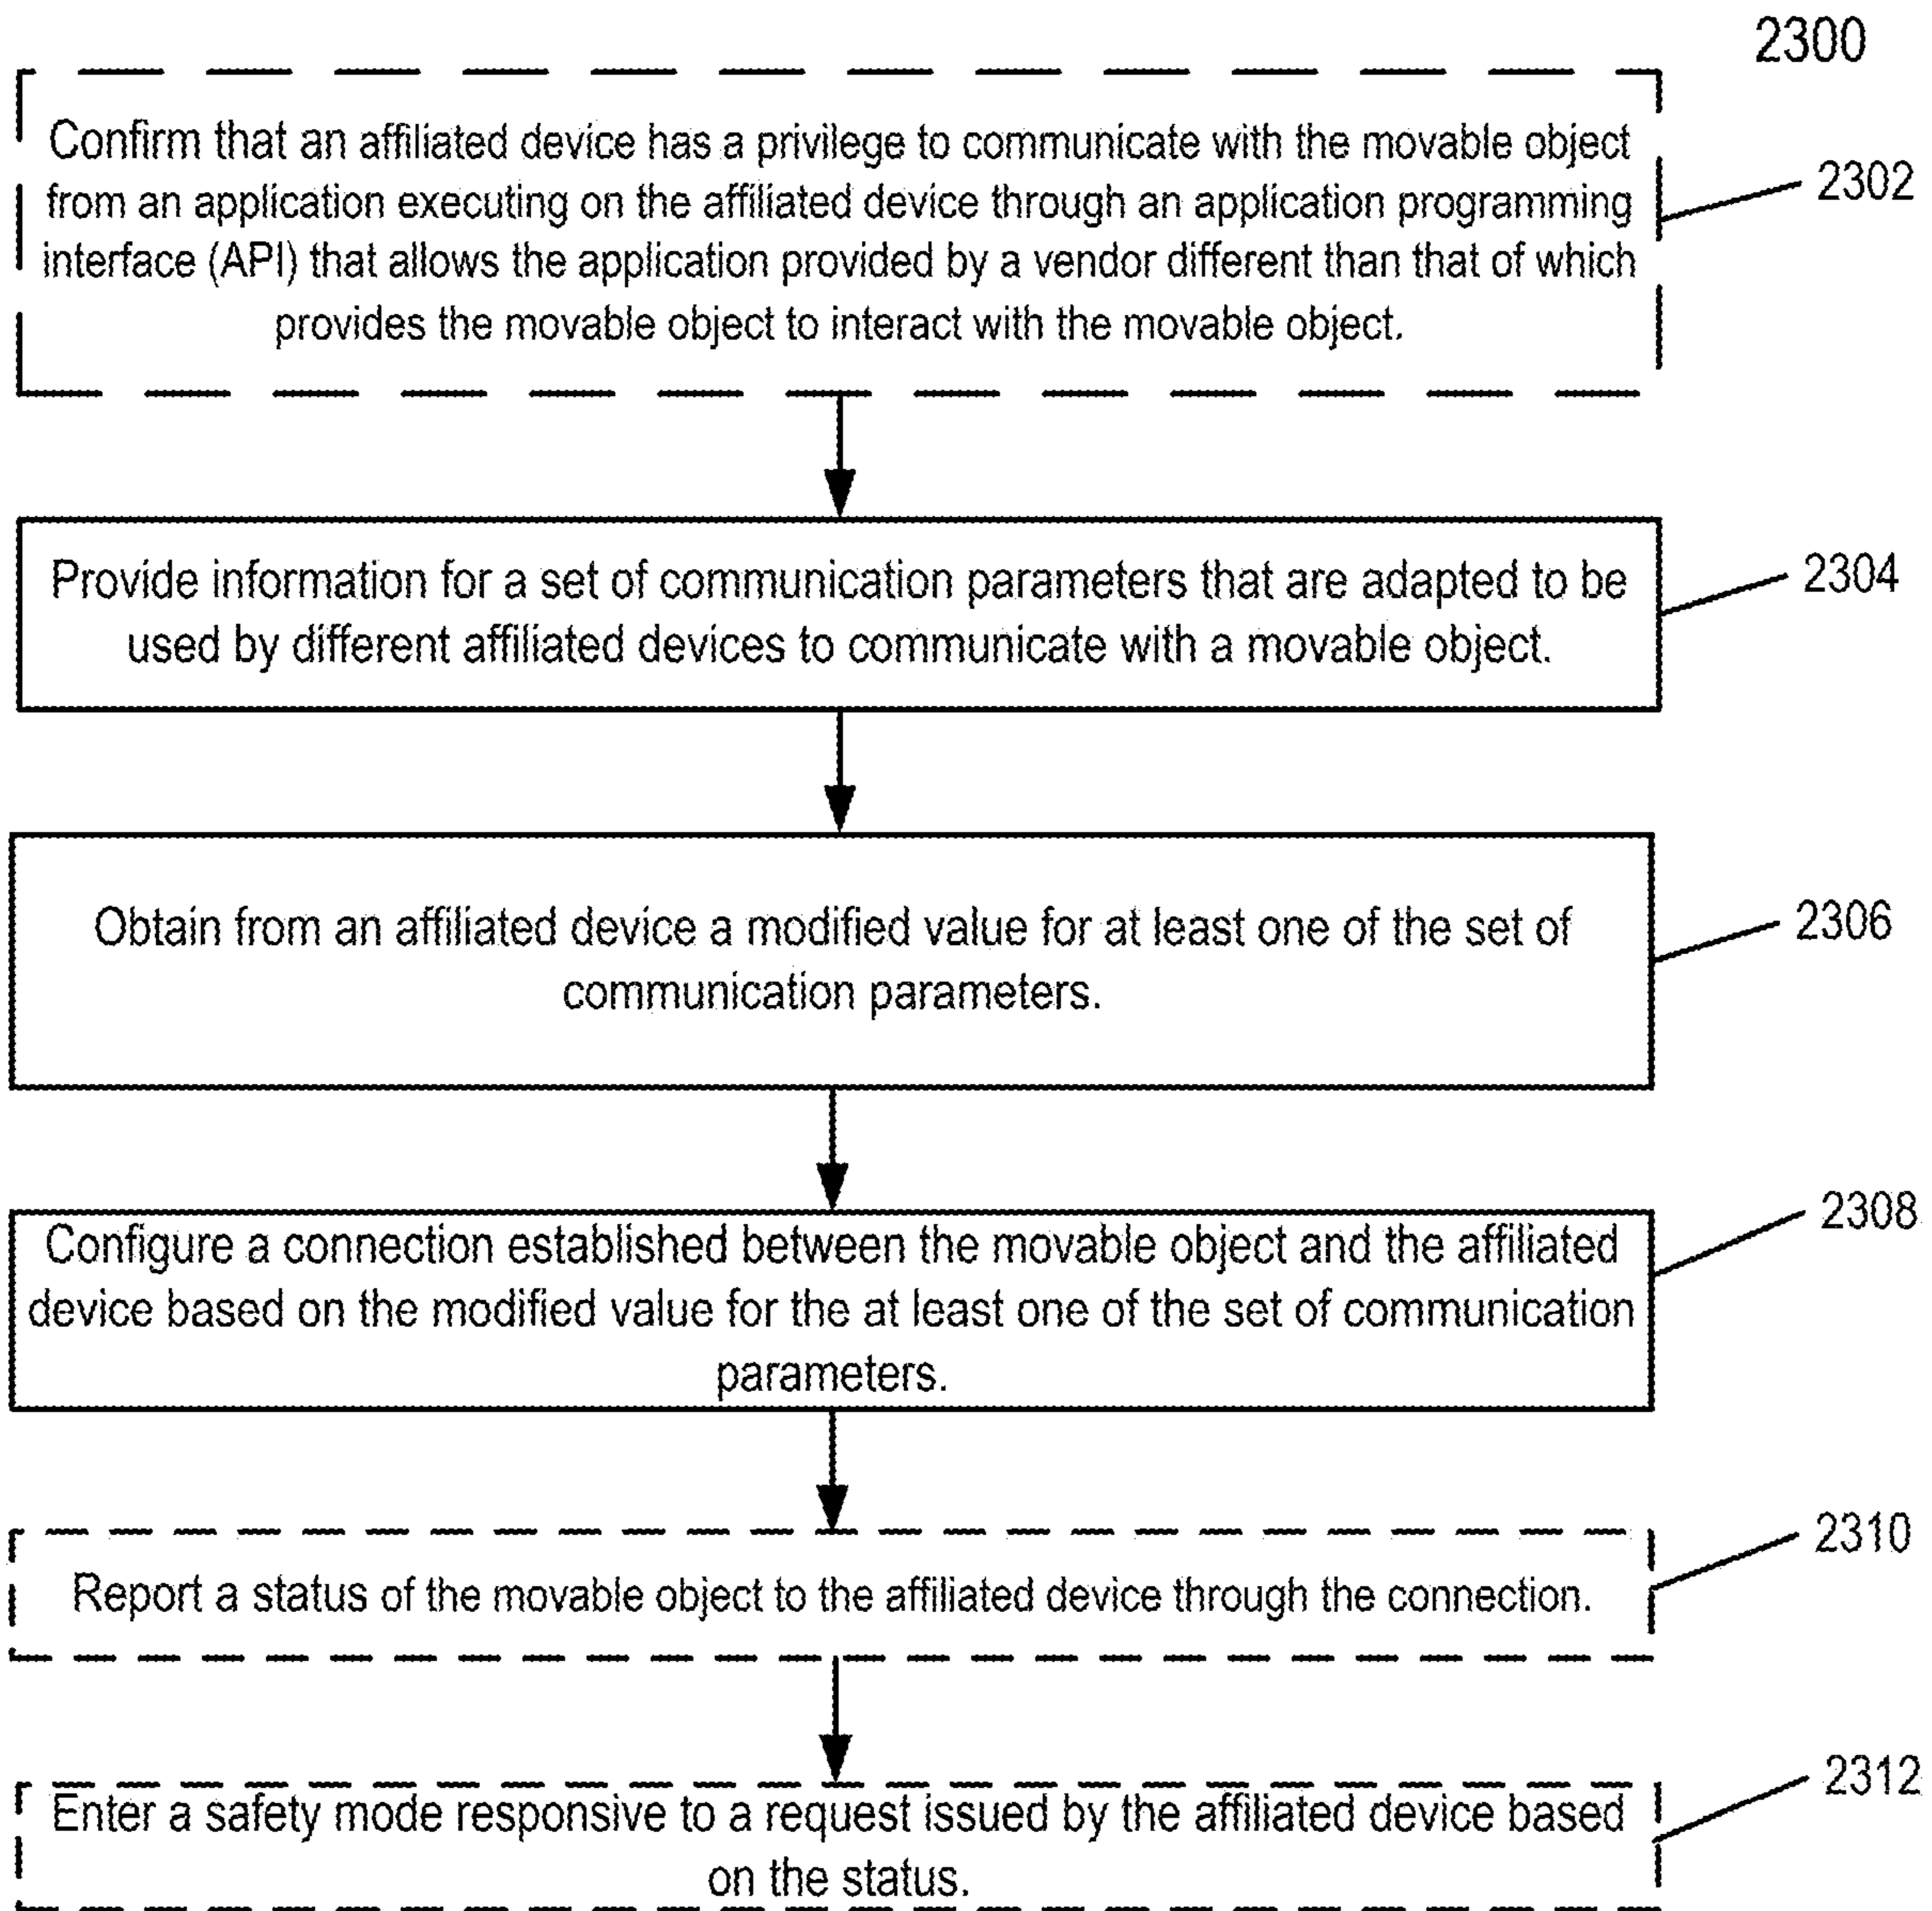 2300
Confirm that an affiliated device has a privilege to communicate with the movable object
from an application executing on the affiliated device through an application programming
interface (API) that allows the application provided by a vendor different than that of which
provides the movable object to interact with the movable object.
2302
Provide information for a set of communication parameters that are adapted to be
used by different affiliated devices to communicate with a movable object.
2304
Obtain from an affiliated device a modified value for at least one of the set of
communication parameters.
2306
Configure a connection established between the movable object and the affiliated
device based on the modified value for the at least one of the set of communication
parameters.
2308
Report a status of the movable object to the affiliated device through the connection.
2310
Enter a safety mode responsive to a request issued by the affiliated device based
on the status.
2312